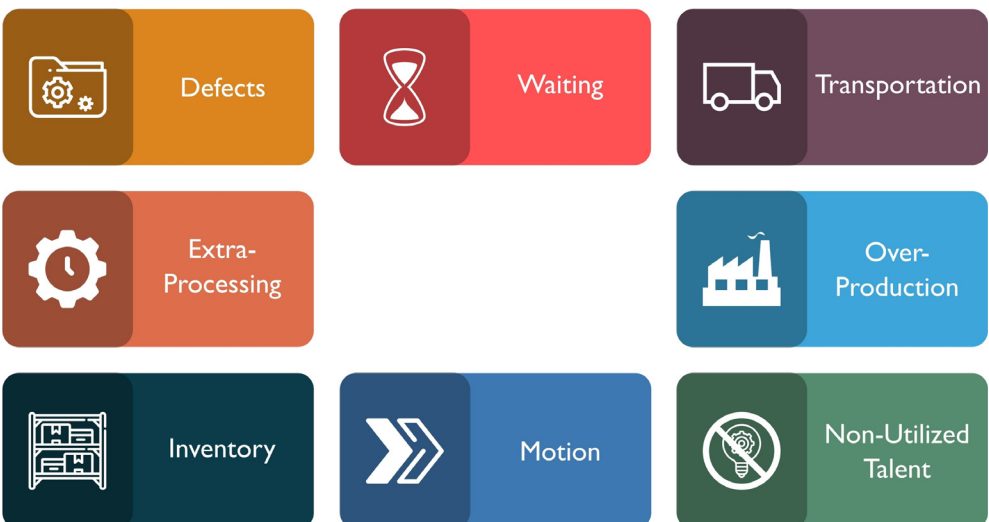 Defects
Waiting
Transportation
Extra-
Processing
Over-
Production
Inventory
Motion
Non-Utilized
Talent